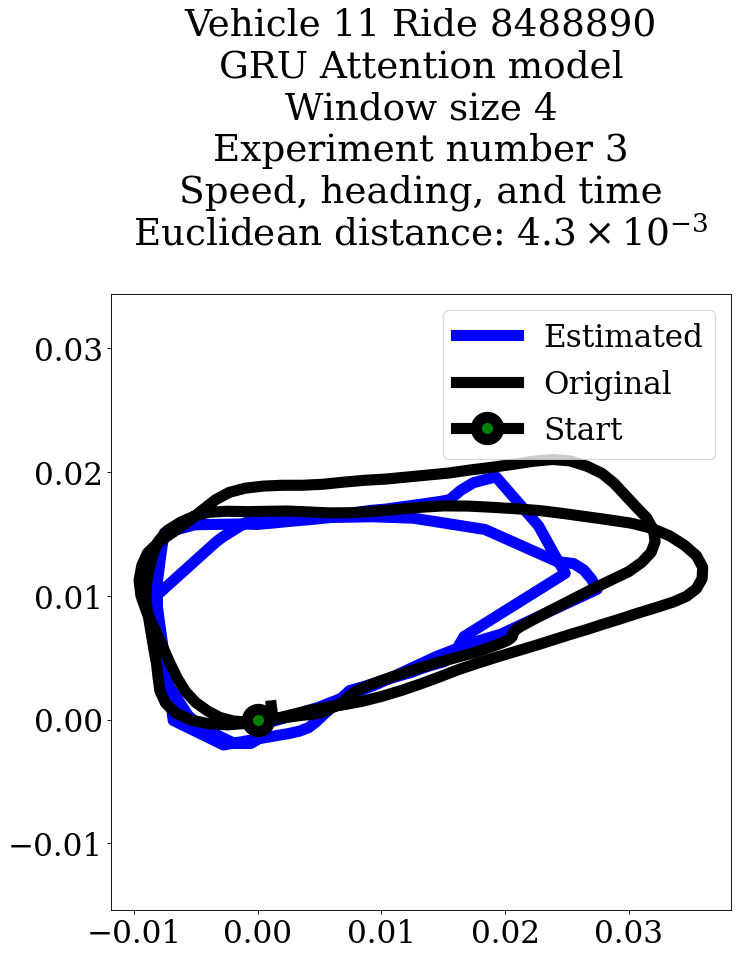 Vehicle 11 Ride 8488890
GRU Attention model
Window size 4
Experiment number 3
Speed, heading, and time
Euclidean distance: 4.3 × 10⁻³
Estimated
Original
Start
0.03
0.02
0.01
0.00
−0.01
−0.01 0.00 0.01 0.02 0.03